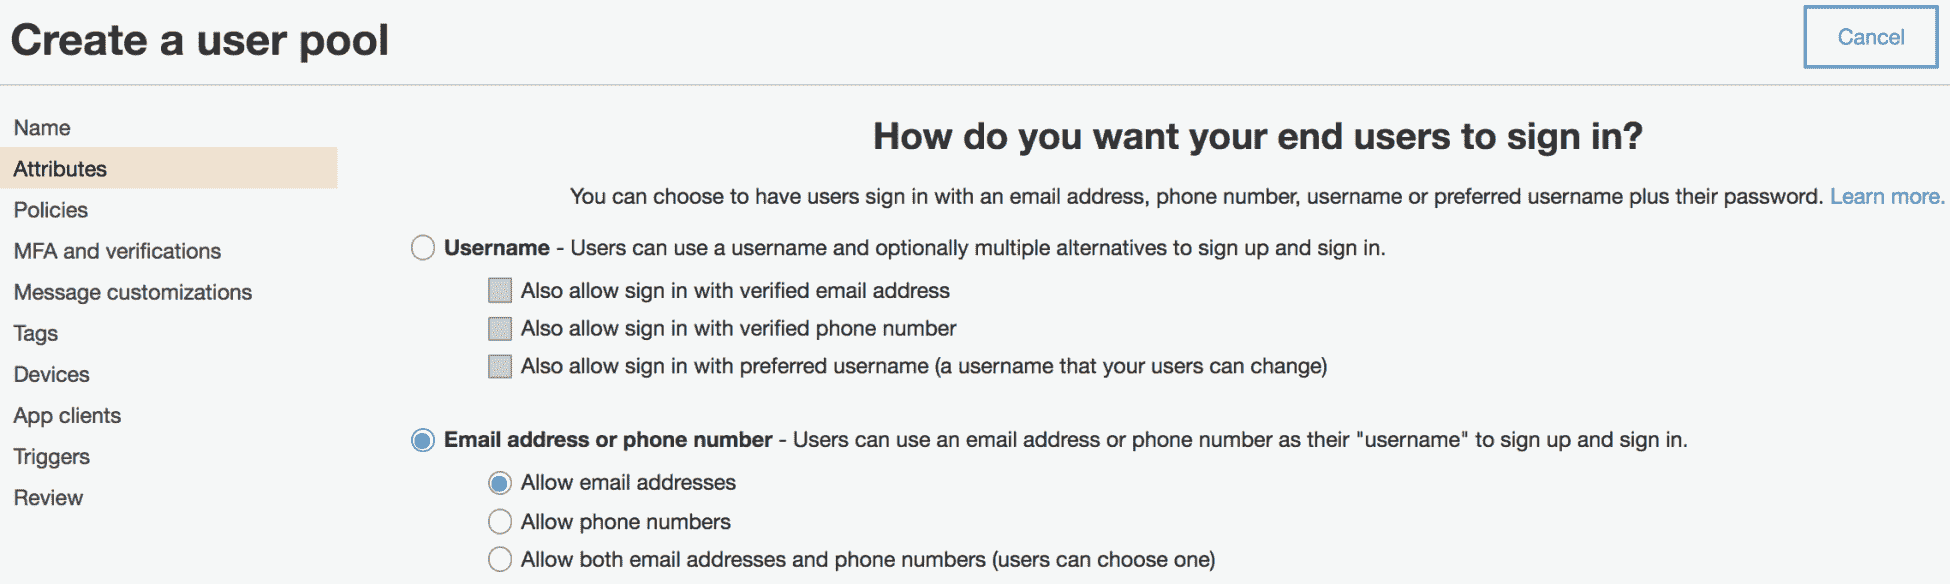 Create a user pool
Cancel
Name
Attributes
Policies
MFA and verifications
Message customizations
Tags
Devices
App clients
Triggers
Review
How do you want your end users to sign in?
You can choose to have users sign in with an email address, phone number, username or preferred username plus their password. Learn more.
Username - Users can use a username and optionally multiple alternatives to sign up and sign in.
Also allow sign in with verified email address
Also allow sign in with verified phone number
Also allow sign in with preferred username (a username that your users can change)
Email address or phone number - Users can use an email address or phone number as their "username" to sign up and sign in.
Allow email addresses
Allow phone numbers
Allow both email addresses and phone numbers (users can choose one)